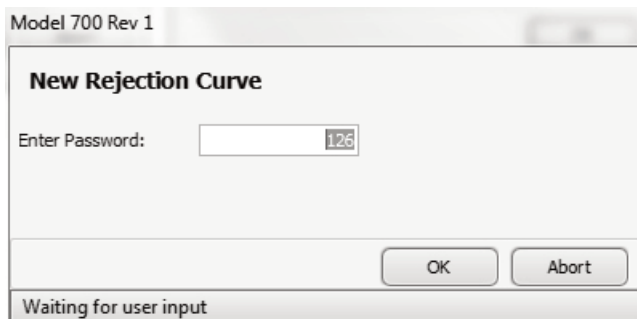 Model 700 Rev 1
New Rejection Curve
Enter Password: 126
OK Abort
Waiting for user input